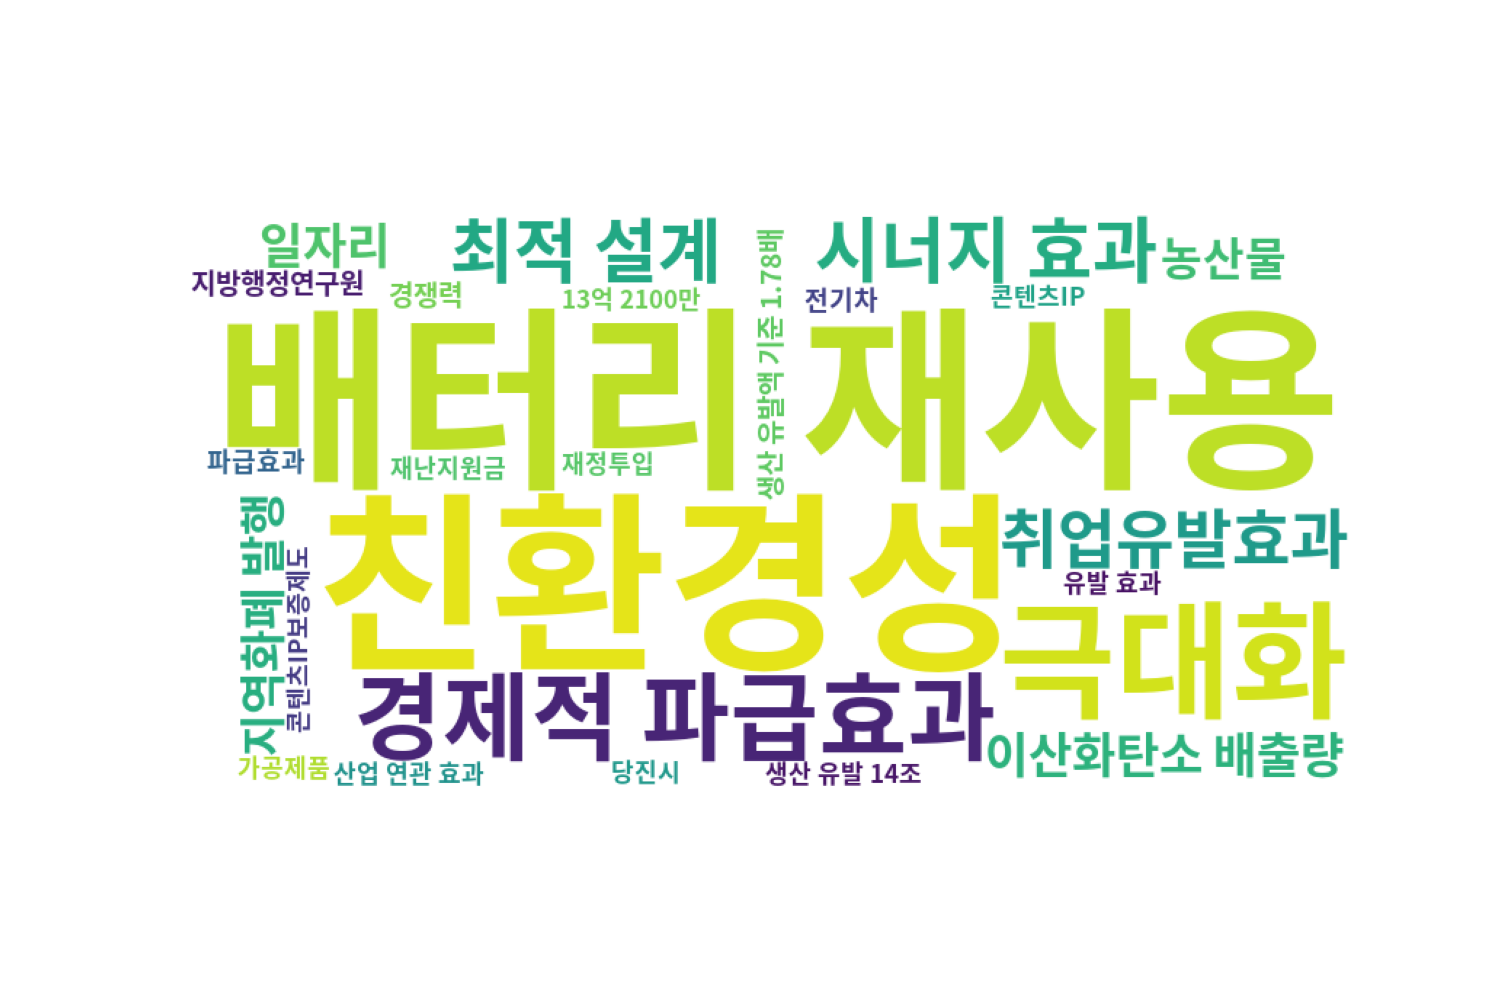 일자리
최적 설계
시너지 효과
농산물
지방행정연구원
경쟁력
13억 2100만
생산 유발액 기준 1.78배
전기차
콘텐츠IP
배터리 재사용
파급효과
재난지원금
재정투입
친환경성
취업유발효과
유발 효과
지역화폐 발행
콘텐츠IP보증제도
극대화
경제적 파급효과
이산화탄소 배출량
가공제품
산업 연관 효과
당진시
생산 유발 14조